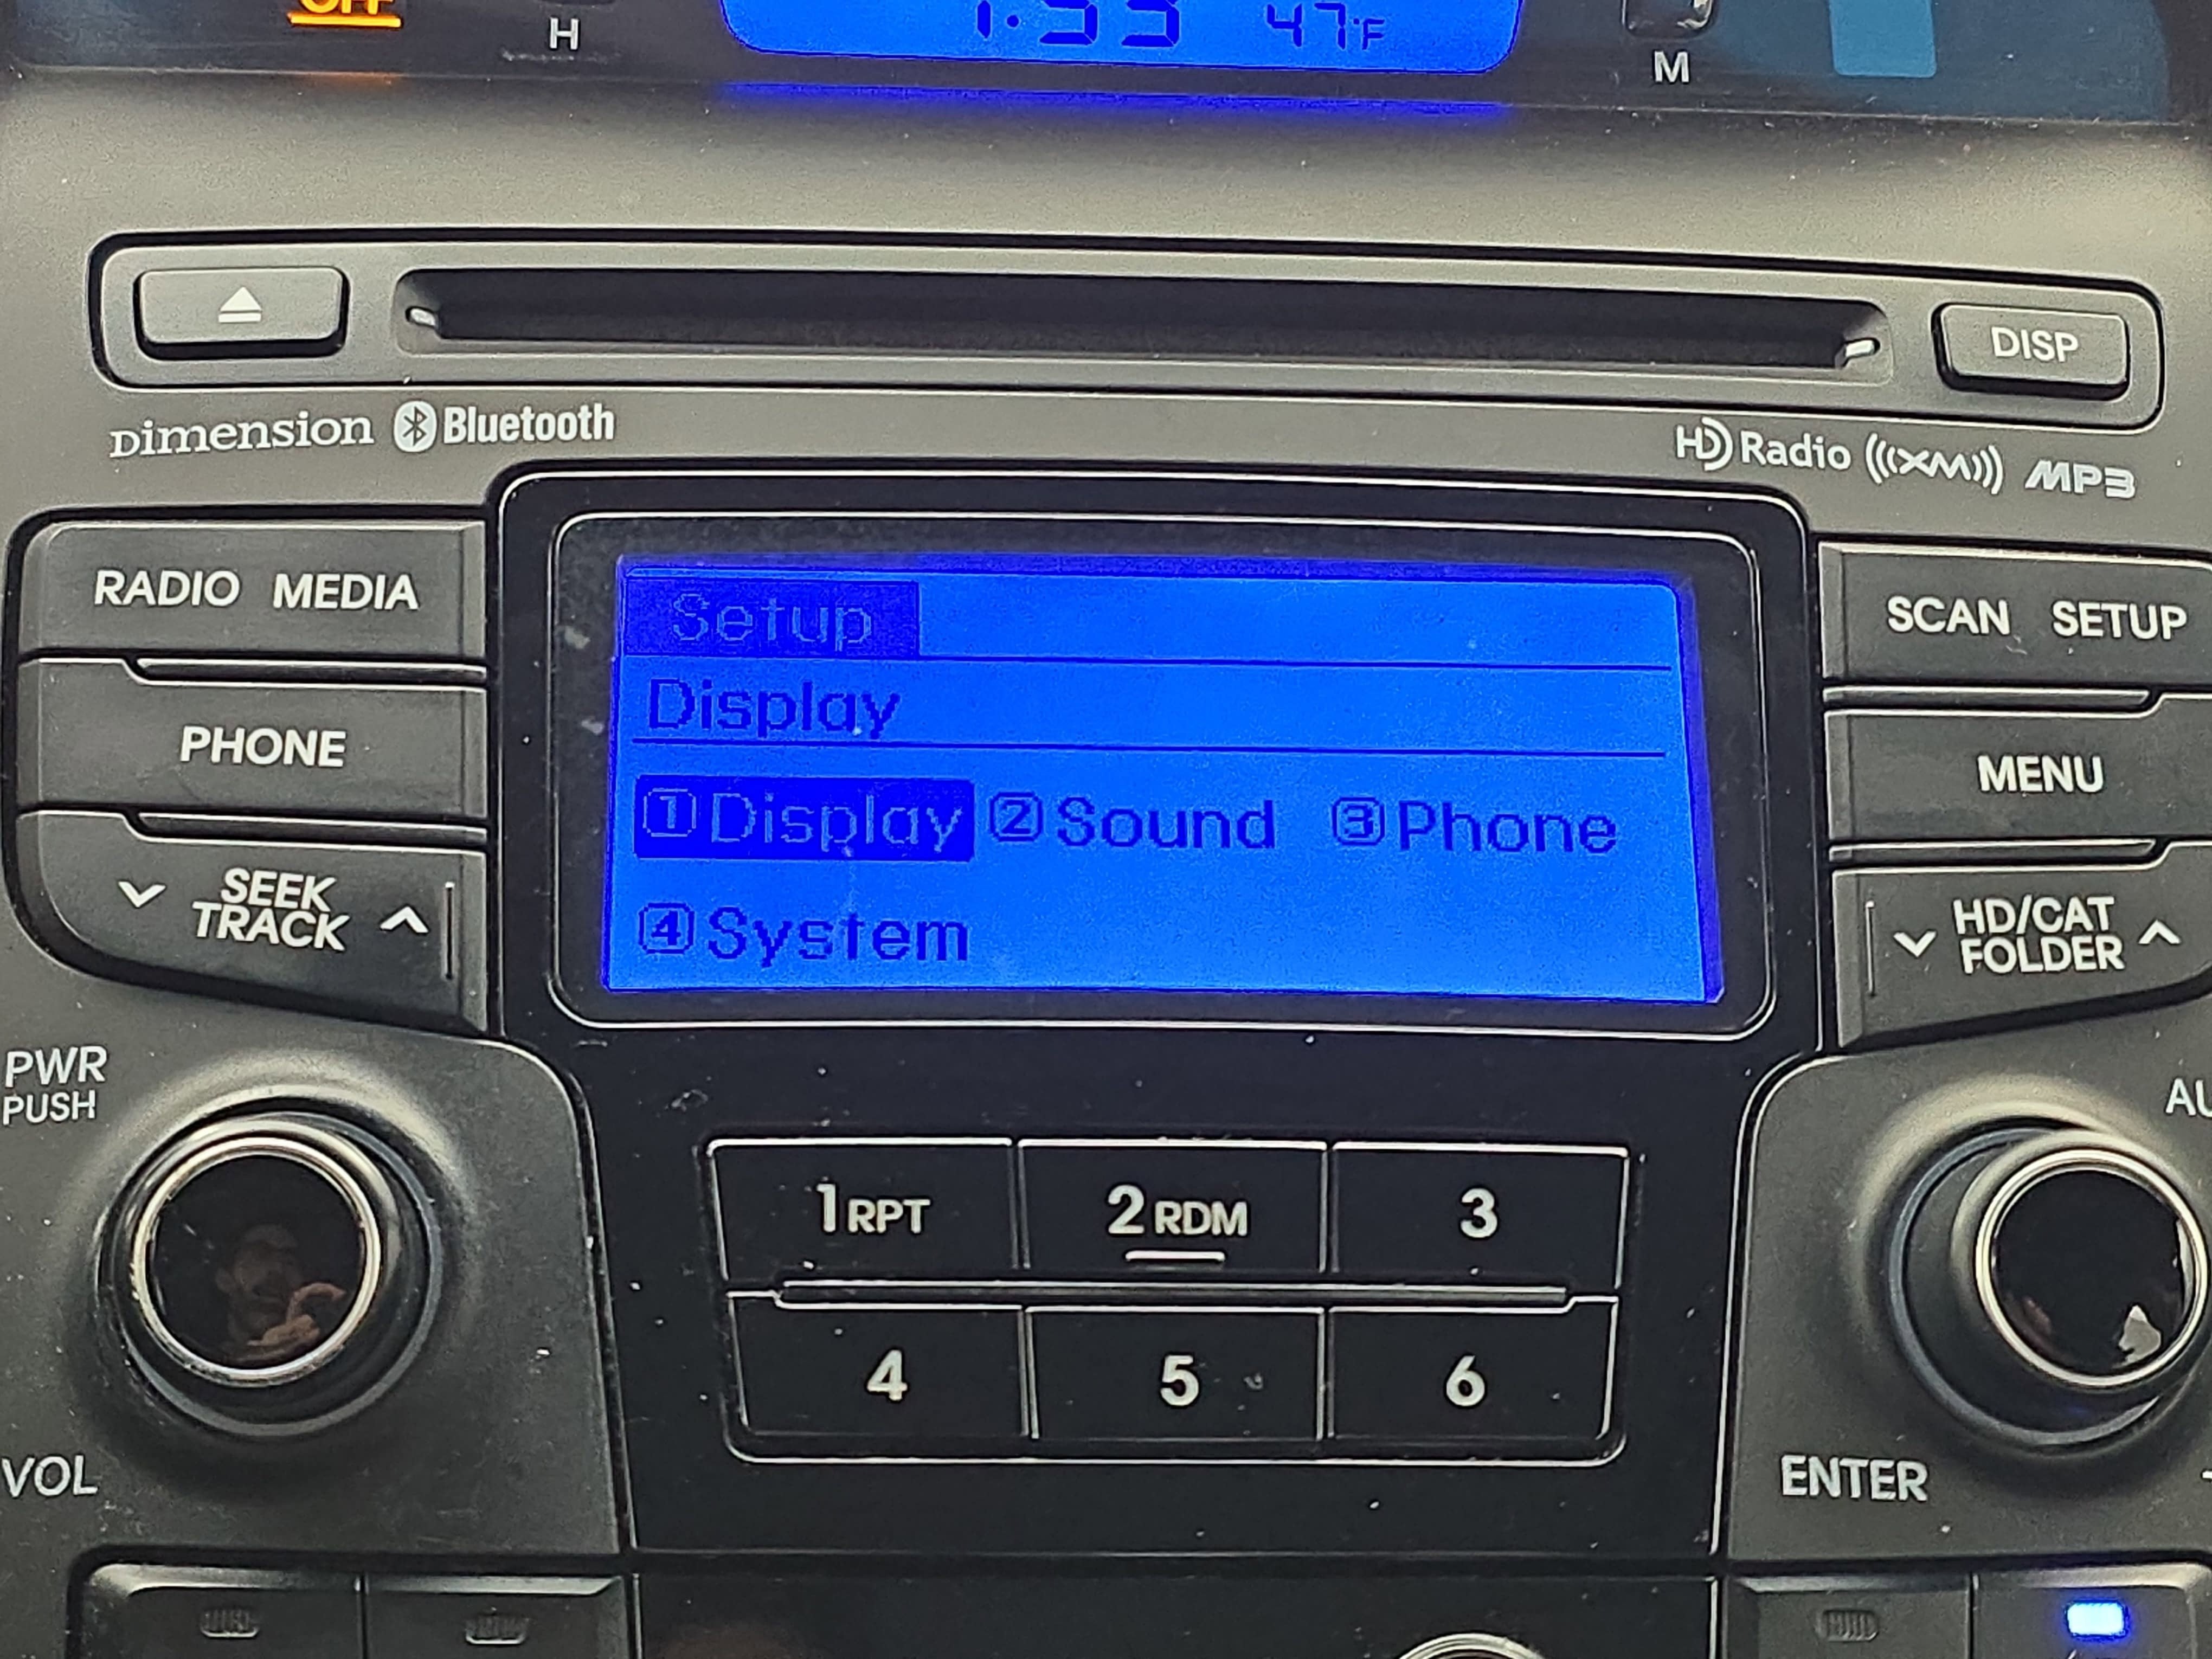 OFF
H
47°F
M
DISP
Dimension Bluetooth
HD Radio ((XM)) MP3
RADIO MEDIA
SCAN SETUP
Setup
Display
PHONE
MENU
① Display ② Sound ③ Phone
④ System
SEEK
TRACK
HD/CAT
FOLDER
PWR
PUSH
1 RPT
2 RDM
3
4
5
6
VOL
ENTER